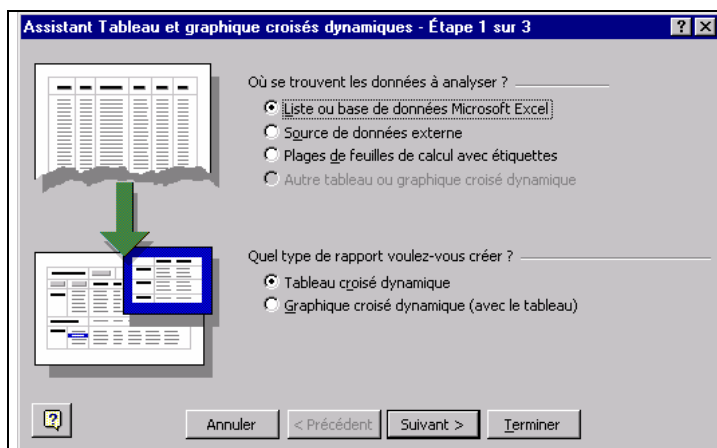 Assistant Tableau et graphique croisés dynamiques - Étape 1 sur 3
Où se trouvent les données à analyser ?
Liste ou base de données Microsoft Excel
Source de données externe
Plages de feuilles de calcul avec étiquettes
Autre tableau ou graphique croisé dynamique
Quel type de rapport voulez-vous créer ?
Tableau croisé dynamique
Graphique croisé dynamique (avec le tableau)
Annuler < Précédent Suivant > Terminer